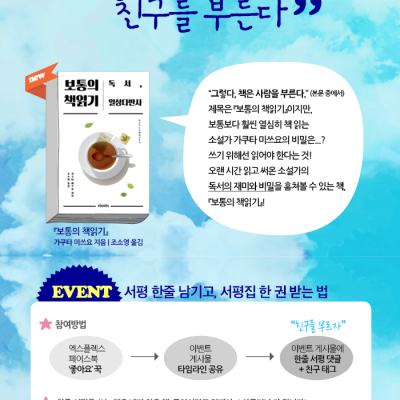 친구를 부른다”
new
보통의
책읽기
독 서 ,
일상다반사
“그렇다, 책은 사람을 부른다.” (본문 중에서)
제목은 『보통의 책읽기』이지만,
보통보다 훨씬 열심히 책 읽는
소설가 가쿠타 미쓰요의 비밀은...?
쓰기 위해선 읽어야 한다는 것!
오랜 시간 읽고 써온 소설가의
독서의 재미와 비밀을 훔쳐볼 수 있는 책,
『보통의 책읽기』!
『보통의 책읽기』
가쿠타 미쓰요 지음 | 조소영 옮김
EVENT 서평 한줄 남기고, 서평집 한 권 받는 법
참여방법
“친구를 부르자”
엑스플렉스
페이스북
‘좋아요’ 꾹
이벤트
게시물
타임라인 공유
이벤트 게시물에
한줄 서평 댓글
+ 친구 태그